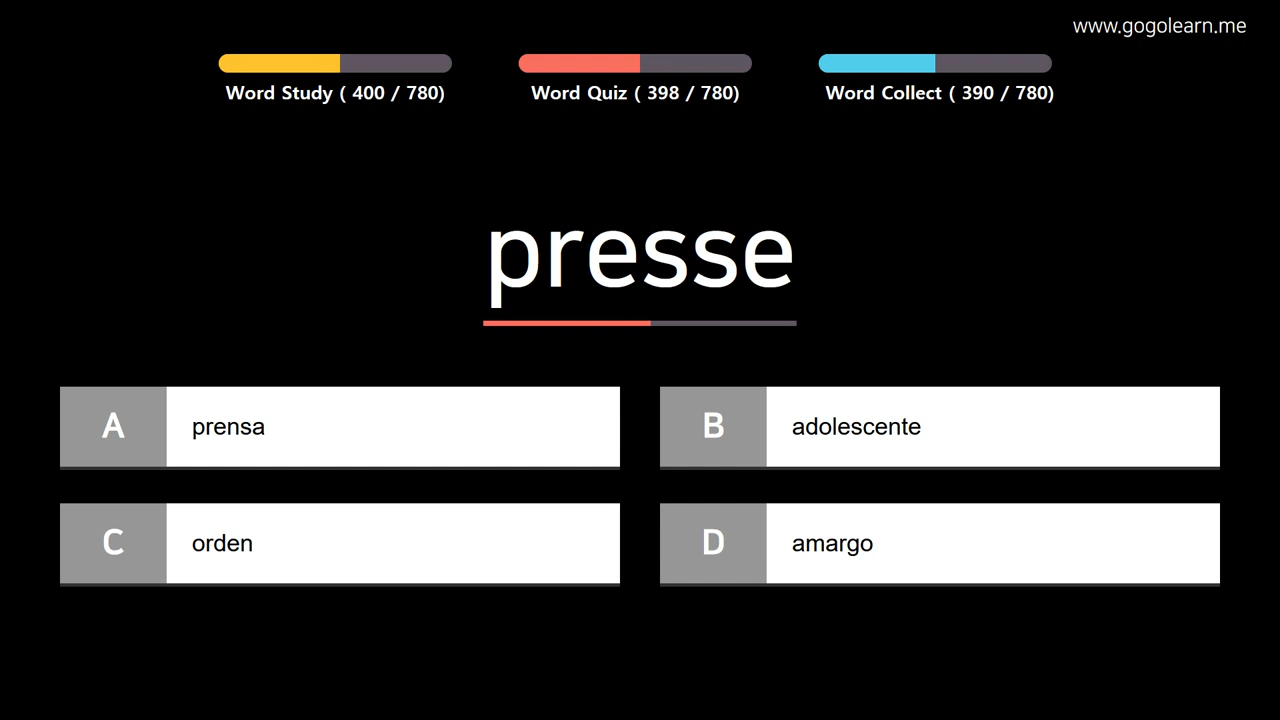 www.gogolearn.me
Word Study ( 400 / 780)
Word Quiz ( 398 / 780)
Word Collect ( 390 / 780)
presse
A prensa
B adolescente
C orden
D amargo